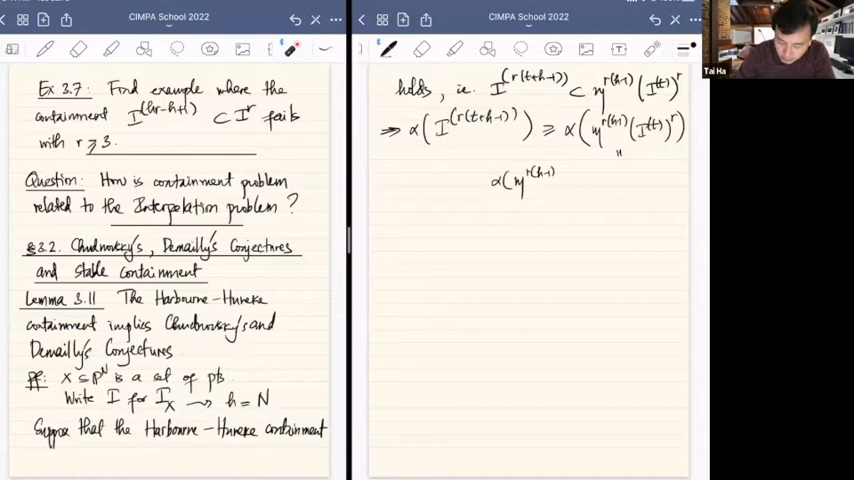 CIMPA School 2022
Ex 3.7: Find example where the
containment I^(hr-h+1) ⊂ I^r fails
with r ≥ 3.
Question: How is containment problem
related to the Interpolation problem?
§3.2. Chudnovsky's, Demailly's Conjectures
and stable containment
Lemma 3.11 The Harbourne-Huneke
containment implies Chudnovsky's and
Demailly's Conjectures
Pf: X ⊆ P^N is a set of pts.
Write I for I_X → h = N
Suppose that the Harbourne-Huneke containment
CIMPA School 2022
holds, i.e. I^(r(t+h-1)) ⊂ m^r(h-1) (I^(t))^r
⇒ α(I^(r(t+h-1))) ≥ α(m^r(h-1) (I^(t))^r)
"
α(m^r(h-1)
Tai Ha